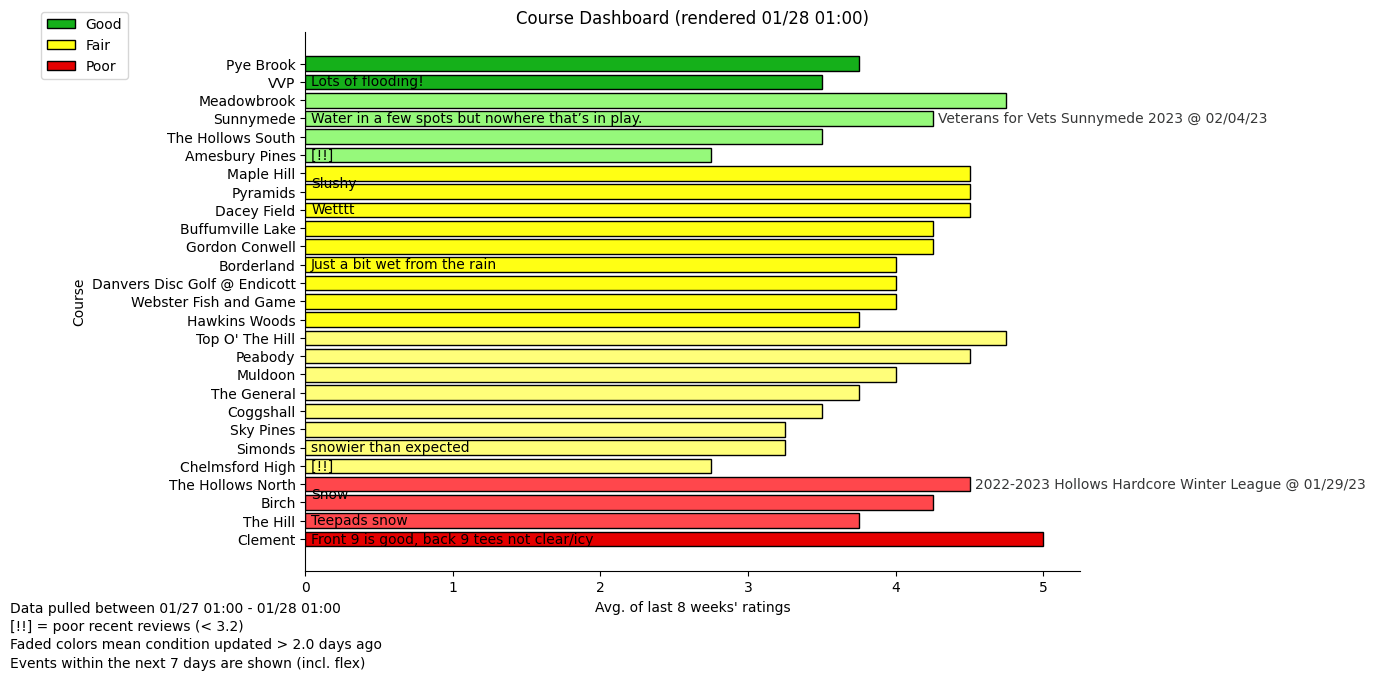 Course Dashboard (rendered 01/28 01:00)
Good
Fair
Poor
Course
Pye Brook
VVP
Lots of flooding!
Meadowbrook
Sunnymede
Water in a few spots but nowhere that’s in play.
Veterans for Vets Sunnymede 2023 @ 02/04/23
The Hollows South
Amesbury Pines
[!!]
Maple Hill
Slushy
Pyramids
Dacey Field
Wetttt
Buffumville Lake
Gordon Conwell
Borderland
Just a bit wet from the rain
Danvers Disc Golf @ Endicott
Webster Fish and Game
Hawkins Woods
Top O' The Hill
Peabody
Muldoon
The General
Coggshall
Sky Pines
Simonds
snowier than expected
Chelmsford High
[!!]
The Hollows North
2022-2023 Hollows Hardcore Winter League @ 01/29/23
Snow
Birch
The Hill
Teepads snow
Clement
Front 9 is good, back 9 tees not clear/icy
0 1 2 3 4 5
Avg. of last 8 weeks' ratings
Data pulled between 01/27 01:00 - 01/28 01:00
[!!] = poor recent reviews (< 3.2)
Faded colors mean condition updated > 2.0 days ago
Events within the next 7 days are shown (incl. flex)